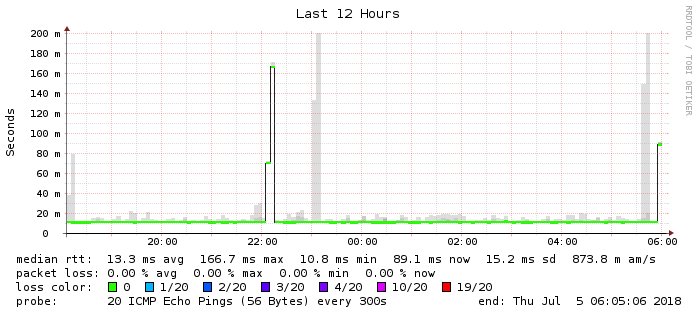 Last 12 Hours
RRDTOOL / TOBI OETIKER
Seconds
200 m
180 m
160 m
140 m
120 m
100 m
80 m
60 m
40 m
20 m
0
20:00 22:00 00:00 02:00 04:00 06:00
median rtt: 13.3 ms avg 166.7 ms max 10.8 ms min 89.1 ms now 15.2 ms sd 873.8 m am/s
packet loss: 0.00 % avg 0.00 % max 0.00 % min 0.00 % now
loss color: 0 1/20 2/20 3/20 4/20 10/20 19/20
probe: 20 ICMP Echo Pings (56 Bytes) every 300s end: Thu Jul 5 06:05:06 2018